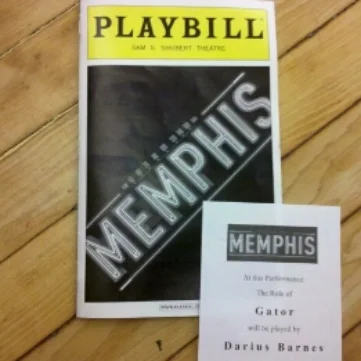 PLAYBILL
SAM S. SHUBERT THEATRE
MEMPHIS
MEMPHIS
At this Performance
The Role of
Gator
will be played by
Darius Barnes